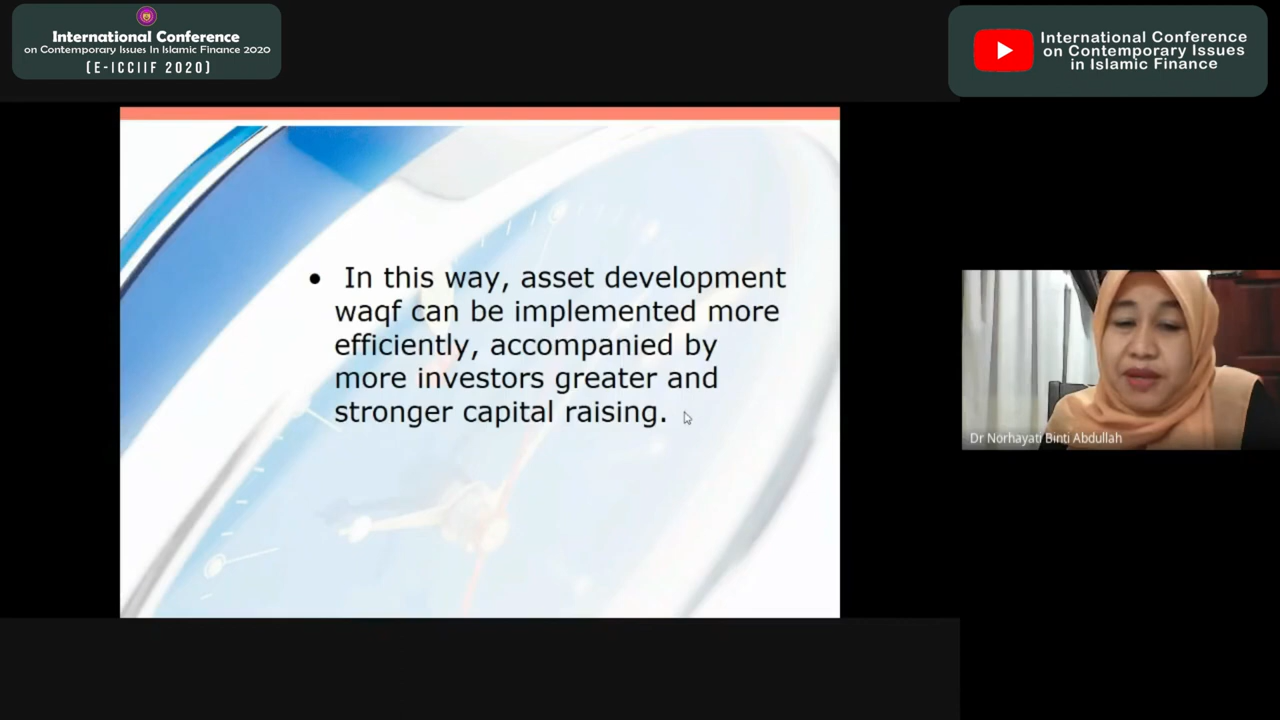 International Conference
on Contemporary Issues In Islamic Finance 2020
(E-ICCIIF 2020)
International Conference
on Contemporary Issues
in Islamic Finance
• In this way, asset development
waqf can be implemented more
efficiently, accompanied by
more investors greater and
stronger capital raising.
Dr Norhayati Binti Abdullah